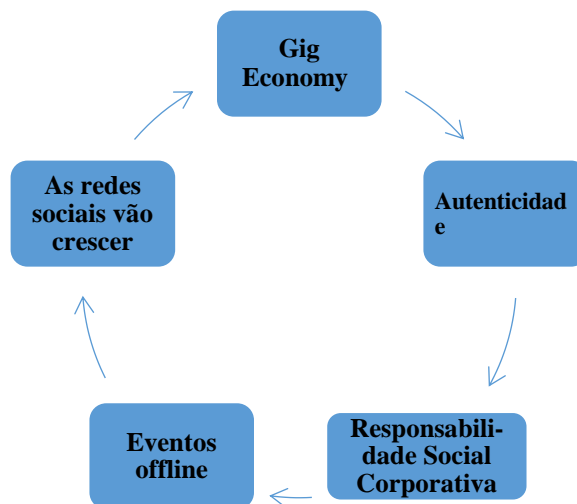 Gig
Economy
Autenticidad
e
Responsabili-
dade Social
Corporativa
Eventos
offline
As redes
sociais vão
crescer